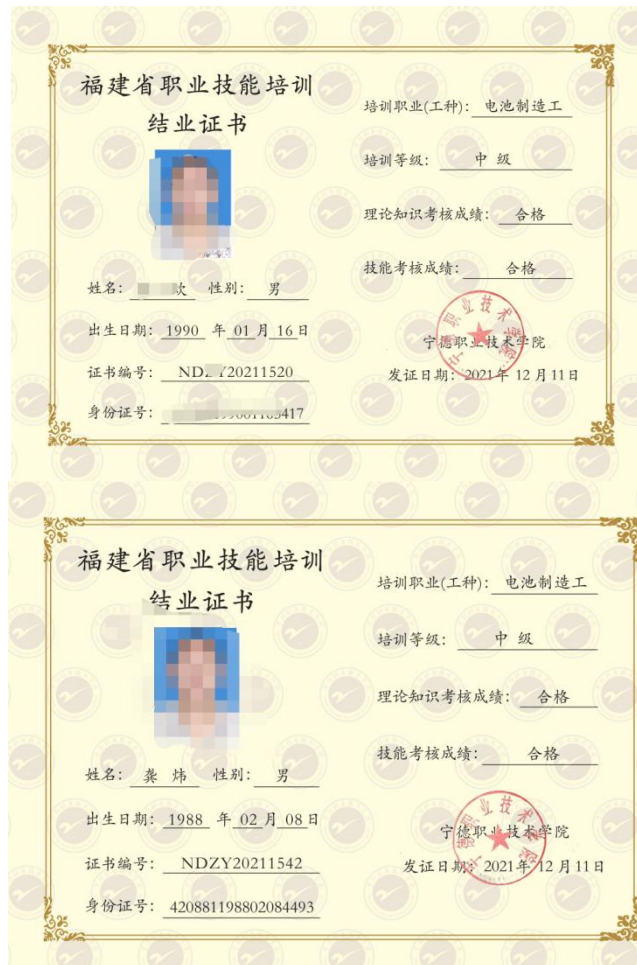 福建省职业技能培训
结业证书
姓名: 欢 性别: 男
出生日期: 1990 年 01 月 16 日
证书编号: ND Y20211520
身份证号: 3417
培训职业(工种): 电池制造工
培训等级: 中 级
理论知识考核成绩: 合格
技能考核成绩: 合格
宁德职业技术学院
发证日期: 2021年 12 月 11日
福建省职业技能培训
结业证书
姓名: 龚 炜 性别: 男
出生日期: 1988 年 02 月 08 日
证书编号: NDZY20211542
身份证号: 420881198802084493
培训职业(工种): 电池制造工
培训等级: 中 级
理论知识考核成绩: 合格
技能考核成绩: 合格
宁德职业技术学院
发证日期: 2021年 12 月 11日